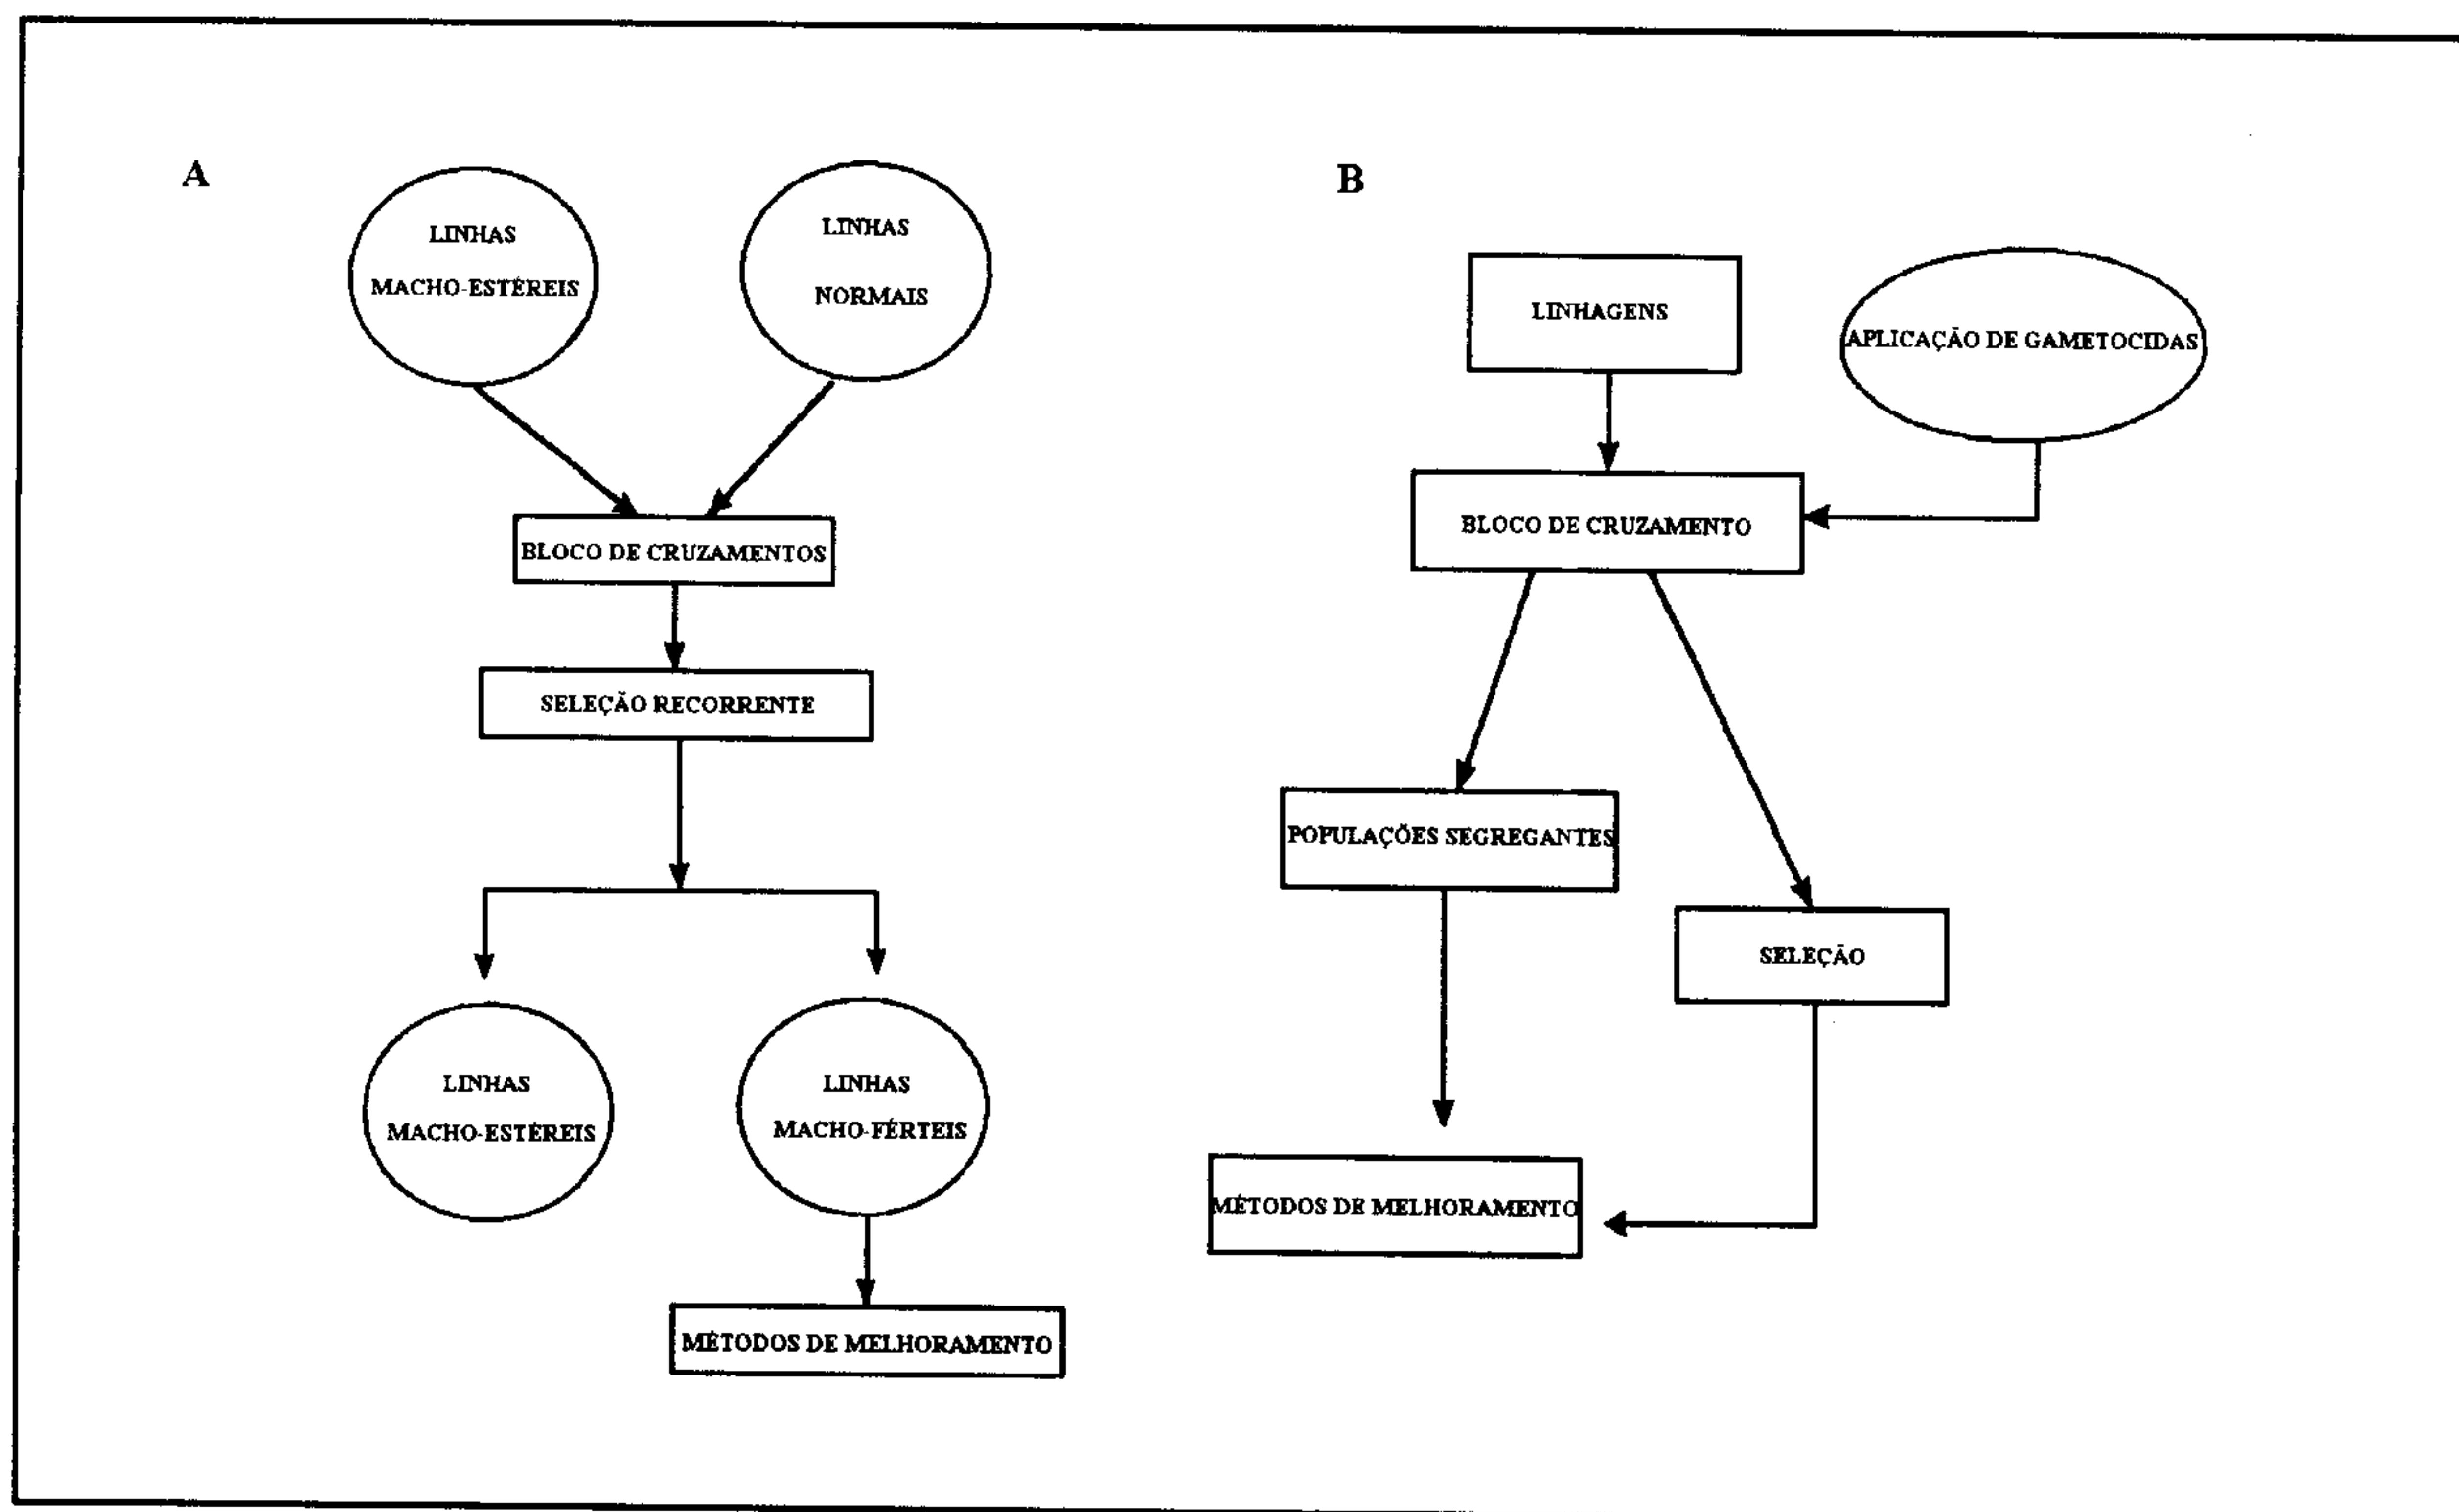 A
LINHAS
MACHO-ESTÉREIS
LINHAS
NORMAIS
BLOCO DE CRUZAMENTOS
SELEÇÃO RECORRENTE
LINHAS
MACHO-ESTÉREIS
LINHAS
MACHO-FÉRTEIS
MÉTODOS DE MELHORAMENTO
B
LINHAGENS
APLICAÇÃO DE GAMETOCIDAS
BLOCO DE CRUZAMENTO
POPULAÇÕES SEGREGANTES
SELEÇÃO
MÉTODOS DE MELHORAMENTO